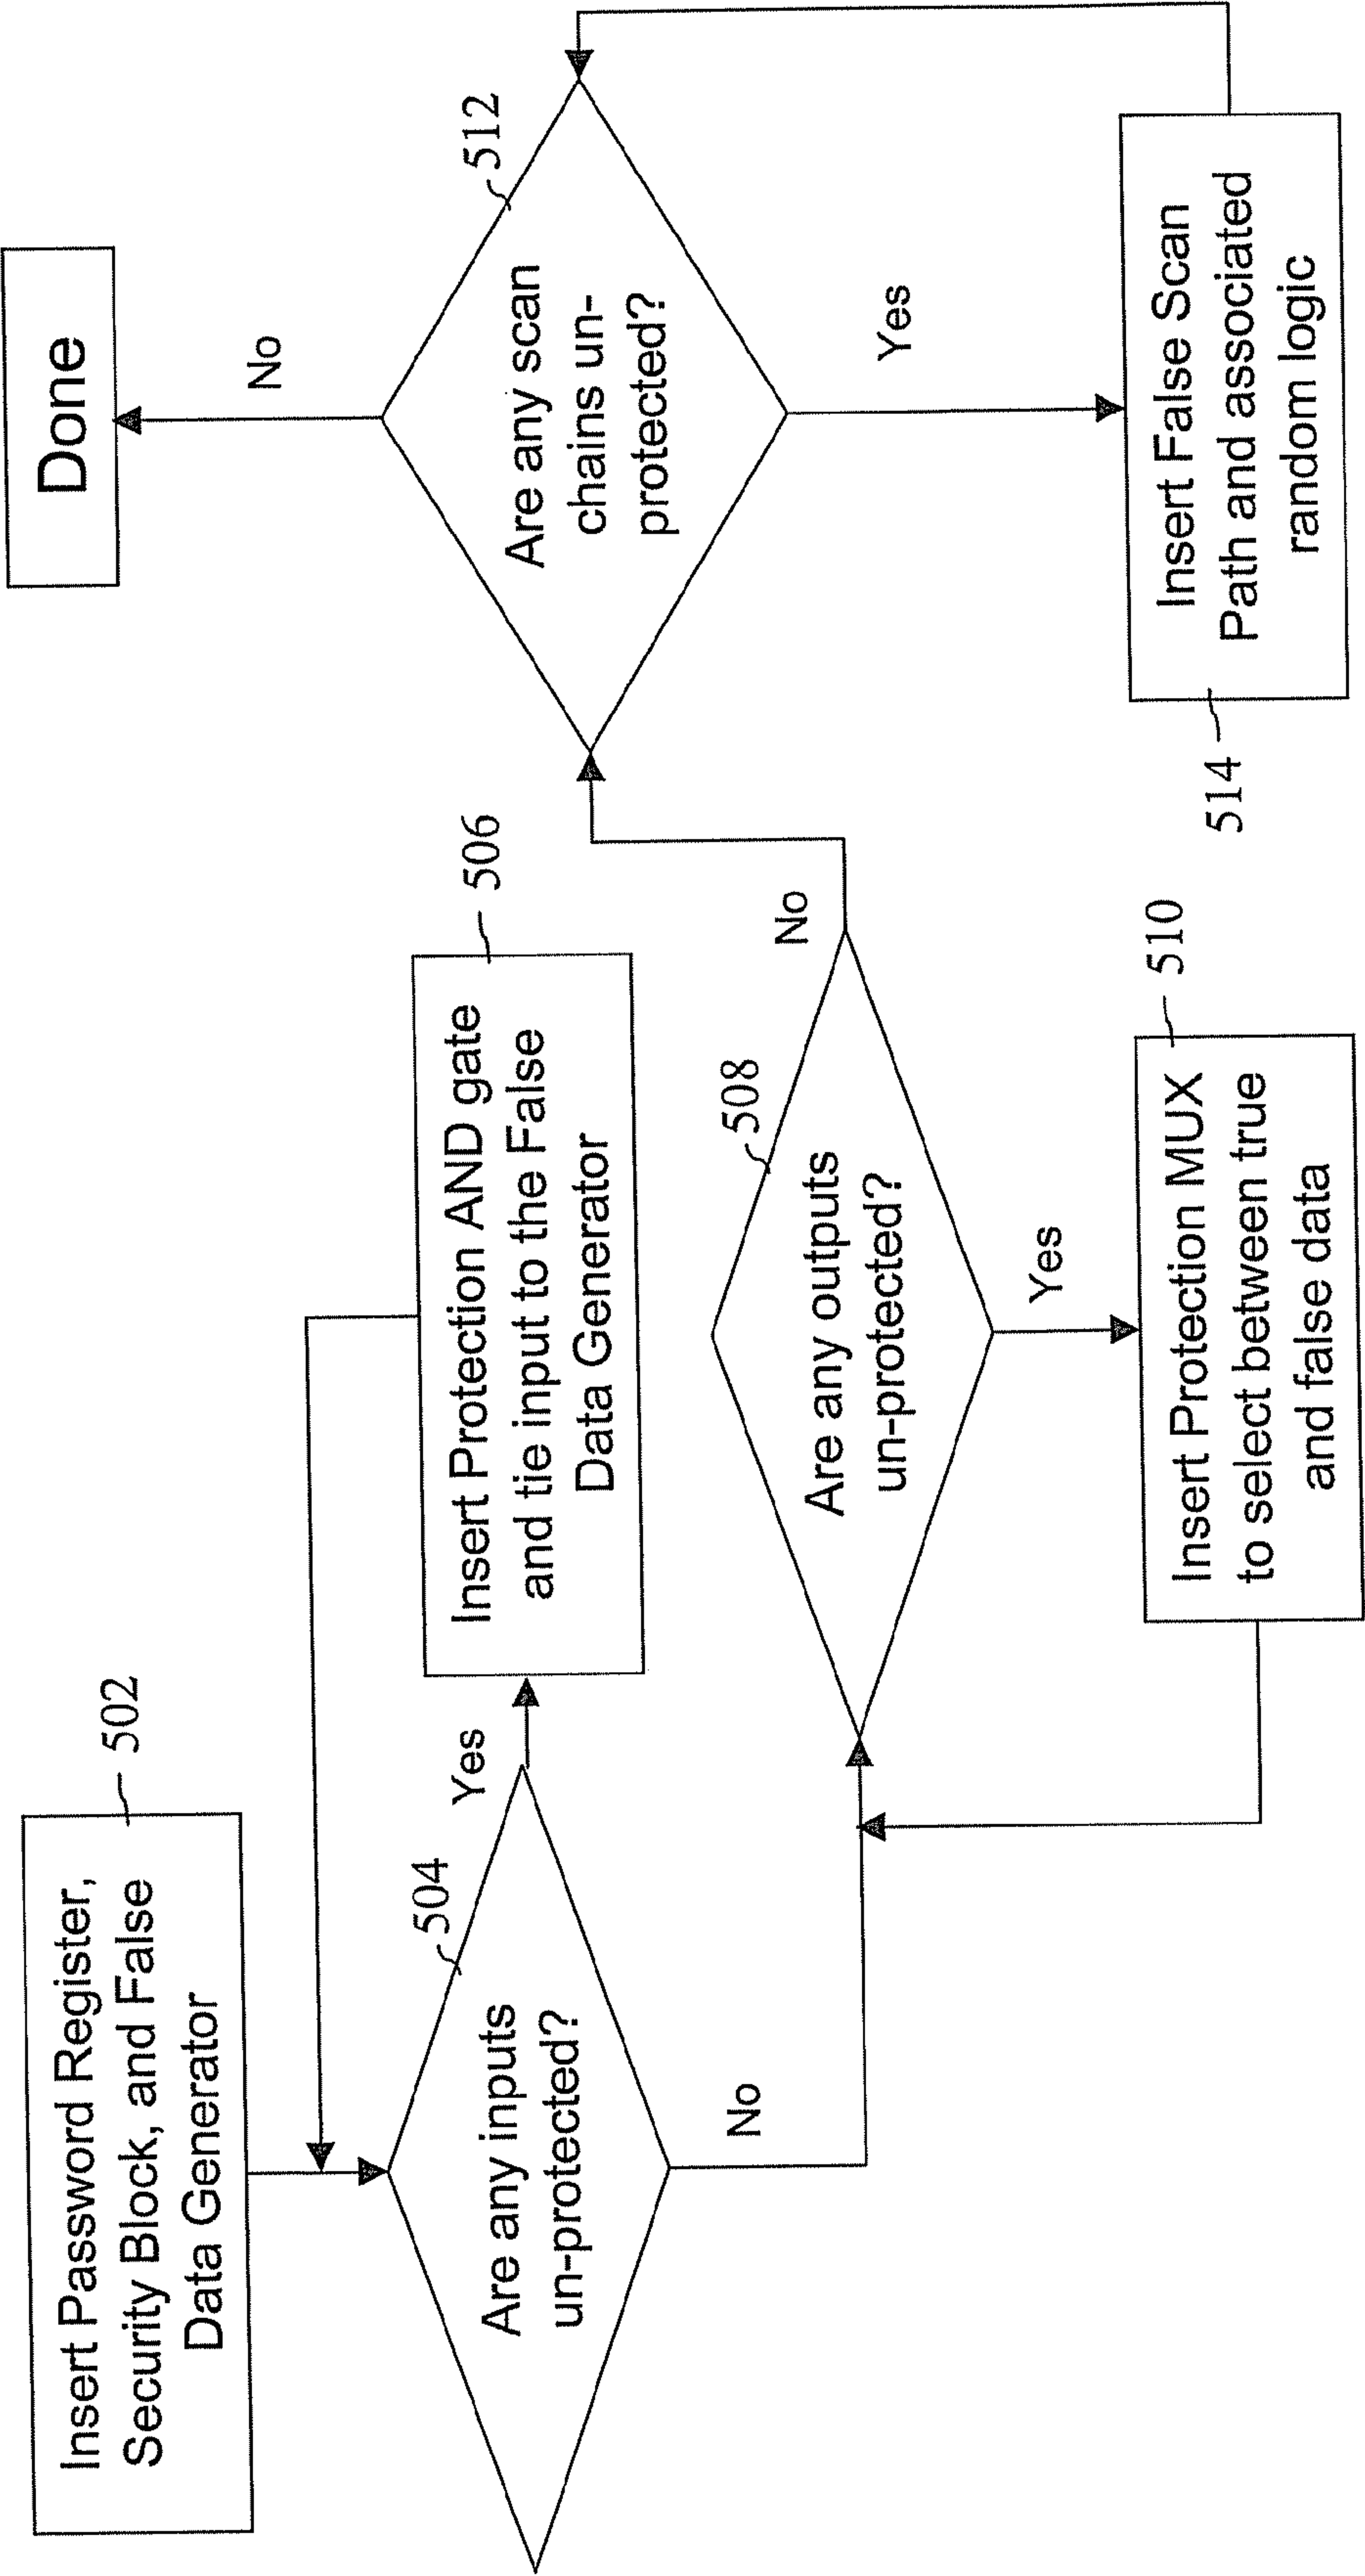 Insert Password Register,
Security Block, and False
Data Generator
502
Are any inputs
un-protected?
504
Yes
Insert Protection AND gate
and tie input to the False
Data Generator
506
No
Are any outputs
un-protected?
508
Yes
Insert Protection MUX
to select between true
and false data
510
No
Are any scan
chains un-
protected?
512
Yes
Insert False Scan
Path and associated
random logic
514
No
Done